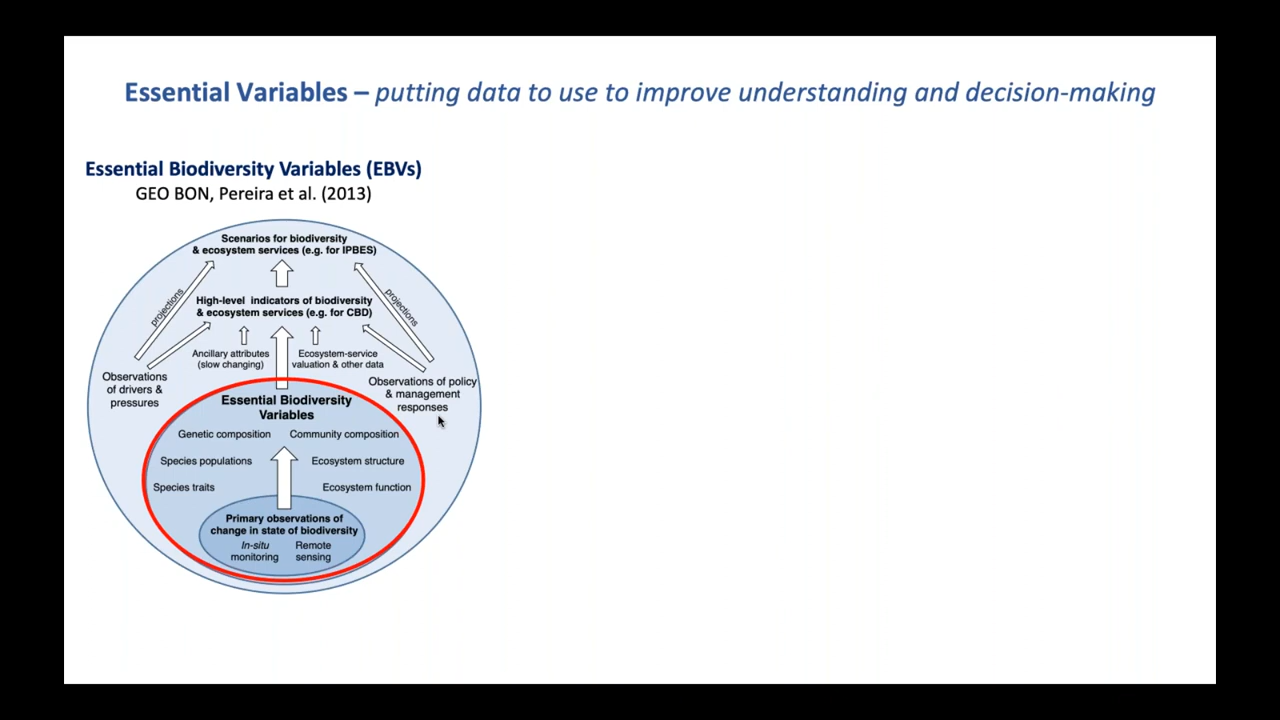 Essential Variables – putting data to use to improve understanding and decision-making
Essential Biodiversity Variables (EBVs)
GEO BON, Pereira et al. (2013)
Scenarios for biodiversity
& ecosystem services (e.g. for IPBES)
projections
projections
High-level indicators of biodiversity
& ecosystem services (e.g. for CBD)
Ancillary attributes
(slow changing)
Ecosystem-service
valuation & other data
Observations
of drivers &
pressures
Observations of policy
& management
responses
Essential Biodiversity
Variables
Genetic composition
Community composition
Species populations
Ecosystem structure
Species traits
Ecosystem function
Primary observations of
change in state of biodiversity
In-situ
monitoring
Remote
sensing